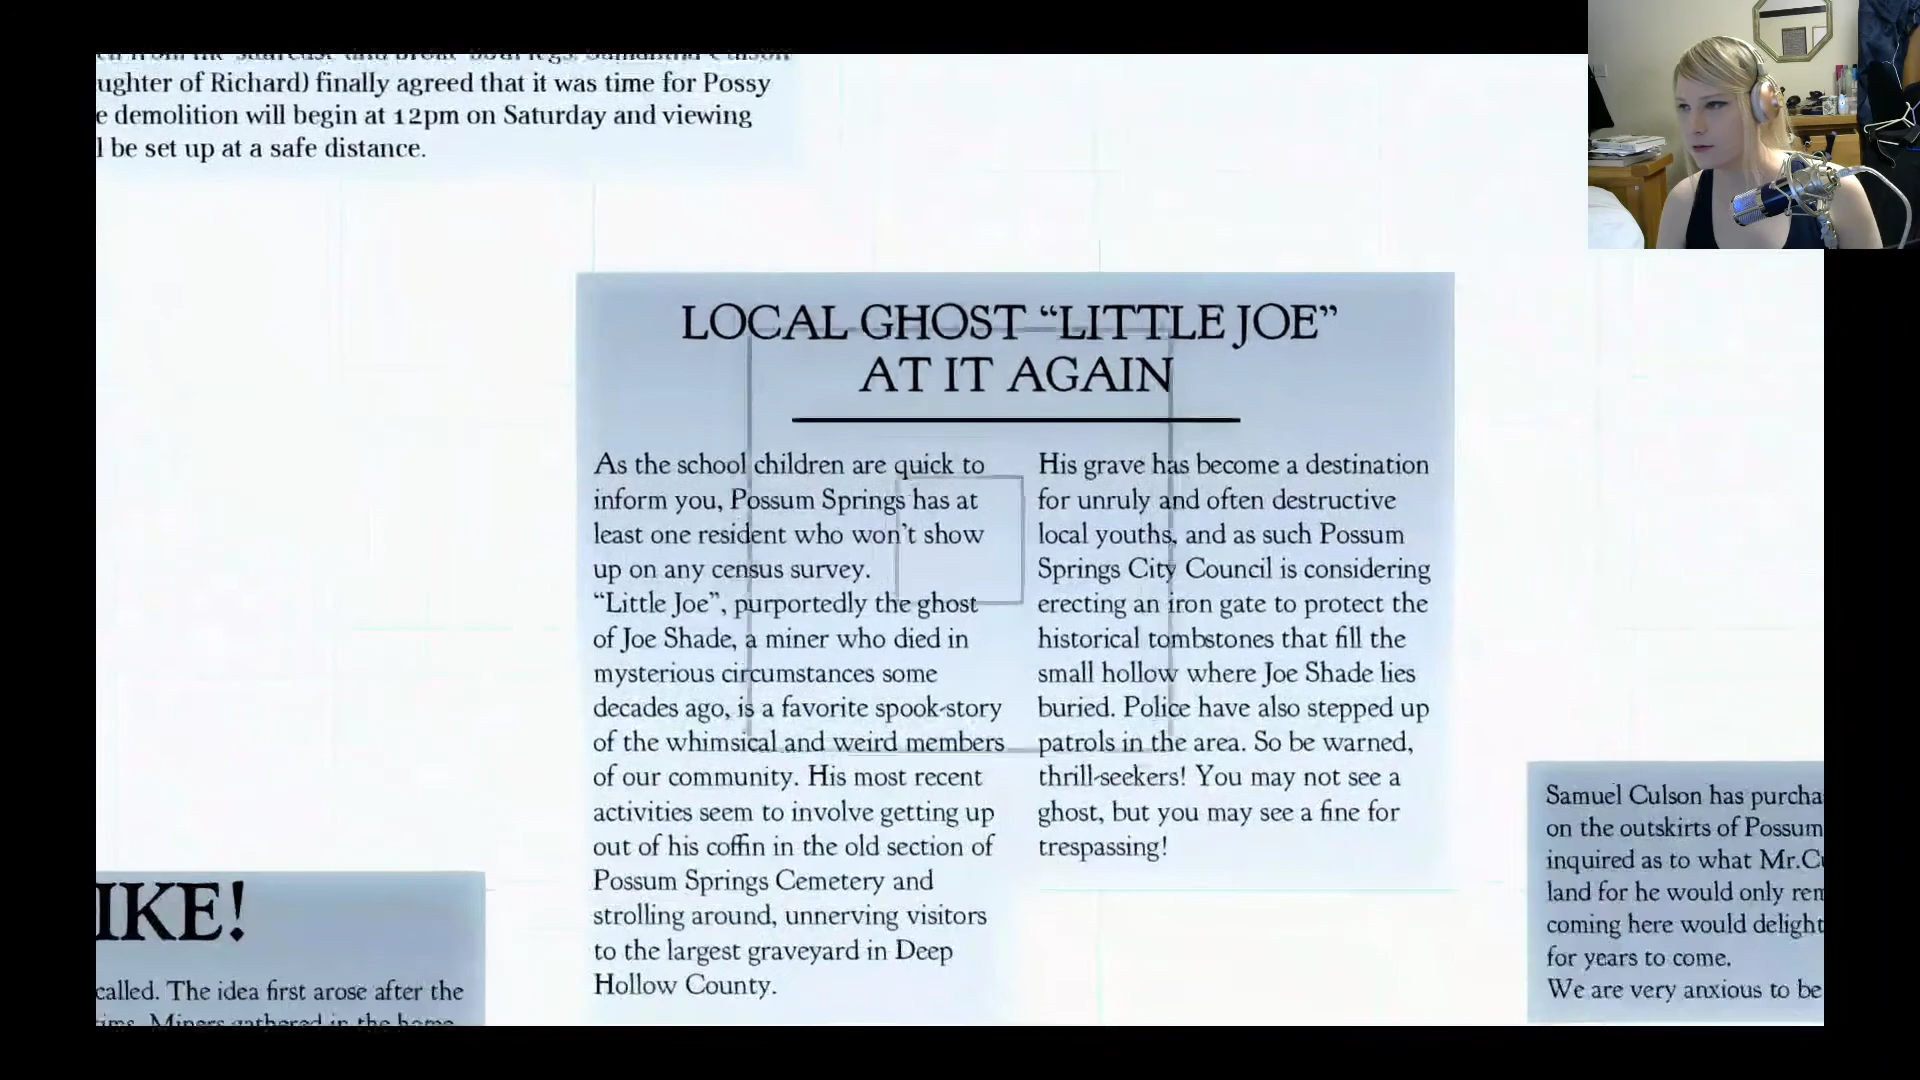 ughter of Richard) finally agreed that it was time for Possy
e demolition will begin at 12pm on Saturday and viewing
l be set up at a safe distance.
LOCAL GHOST “LITTLE JOE”
AT IT AGAIN
As the school children are quick to
inform you, Possum Springs has at
least one resident who won't show
up on any census survey.
“Little Joe”, purportedly the ghost
of Joe Shade, a miner who died in
mysterious circumstances some
decades ago, is a favorite spook-story
of the whimsical and weird members
of our community. His most recent
activities seem to involve getting up
out of his coffin in the old section of
Possum Springs Cemetery and
strolling around, unnerving visitors
to the largest graveyard in Deep
Hollow County.
His grave has become a destination
for unruly and often destructive
local youths, and as such Possum
Springs City Council is considering
erecting an iron gate to protect the
historical tombstones that fill the
small hollow where Joe Shade lies
buried. Police have also stepped up
patrols in the area. So be warned,
thrill-seekers! You may not see a
ghost, but you may see a fine for
trespassing!
IKE!
called. The idea first arose after the
Miners gathered in the home
Samuel Culson has purcha
on the outskirts of Possum
inquired as to what Mr.Cu
land for he would only rem
coming here would delight
for years to come.
We are very anxious to be